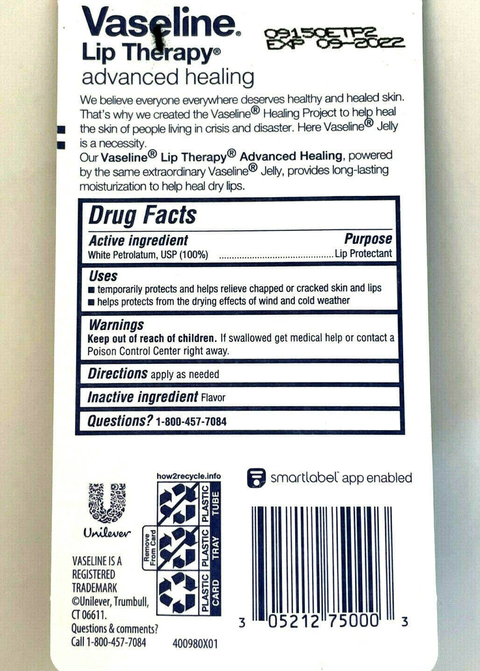 Vaseline®
09150ETP2
EXP 09-2022
Lip Therapy®
advanced healing
We believe everyone everywhere deserves healthy and healed skin.
That's why we created the Vaseline® Healing Project to help heal
the skin of people living in crisis and disaster. Here Vaseline® Jelly
is a necessity.
Our Vaseline® Lip Therapy® Advanced Healing, powered
by the same extraordinary Vaseline® Jelly, provides long-lasting
moisturization to help heal dry lips.
Drug Facts
Active ingredient Purpose
White Petrolatum, USP (100%) ........................................ Lip Protectant
Uses
■ temporarily protects and helps relieve chapped or cracked skin and lips
■ helps protects from the drying effects of wind and cold weather
Warnings
Keep out of reach of children. If swallowed get medical help or contact a
Poison Control Center right away.
Directions apply as needed
Inactive ingredient Flavor
Questions? 1-800-457-7084
Unilever
VASELINE IS A
REGISTERED
TRADEMARK
©Unilever, Trumbull,
CT 06611.
Questions & comments?
Call 1-800-457-7084
how2recycle.info
PLASTIC TUBE
Remove From Card
PLASTIC TRAY
PLASTIC CARD
400980X01
smartlabel™ app enabled
3 05212 75000 3